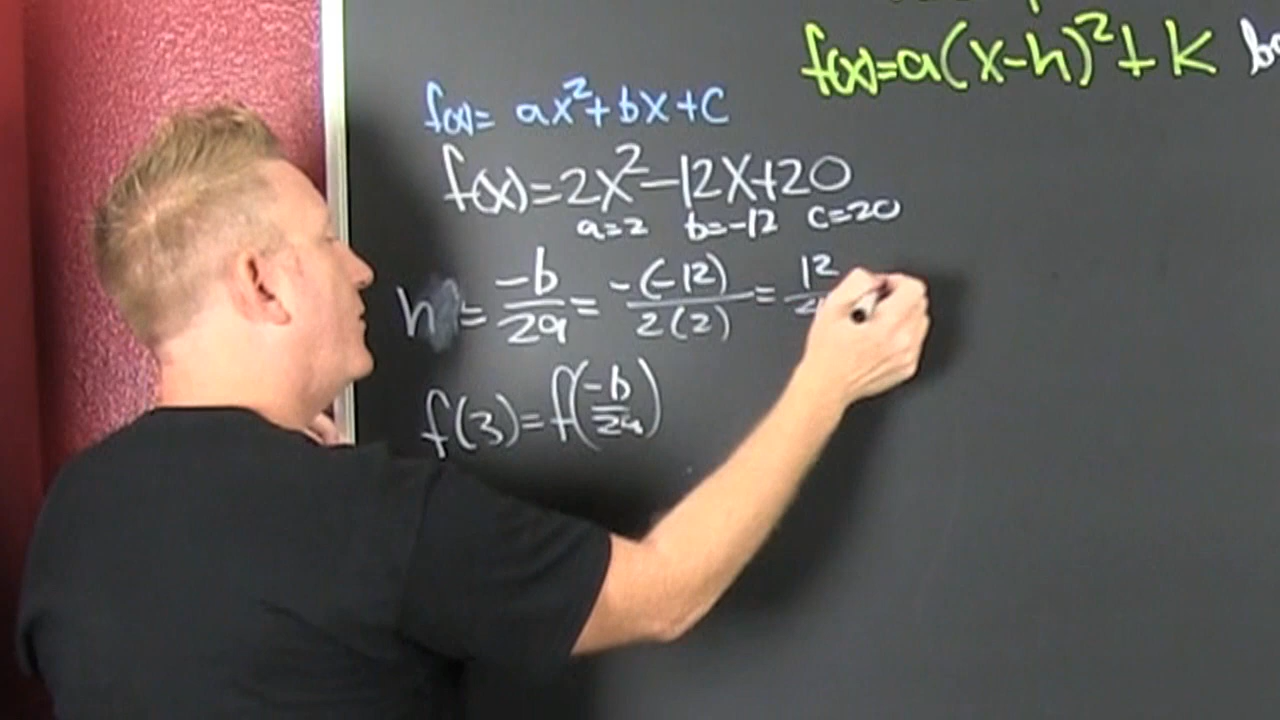 f(x)=a(x-h)²+k
f(x)= ax²+bx+c
f(x)=2x²-12x+20
a=2 b=-12 c=20
h = -b/2a = -(-12)/2(2) = 12/
f(3)=f(-b/2a)